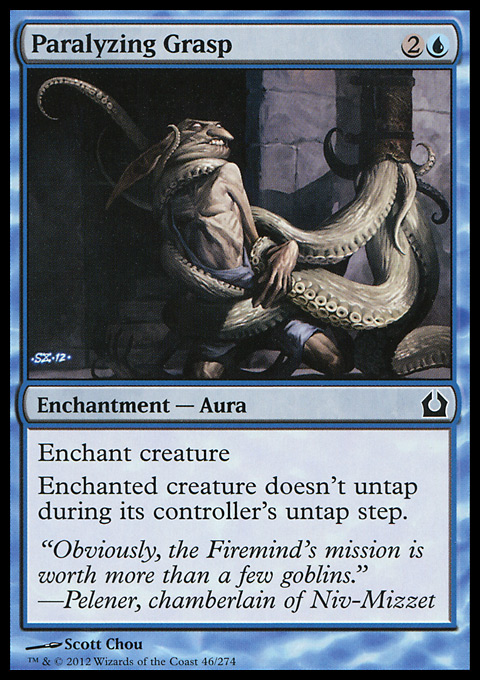 Paralyzing Grasp 2
SZ·12
Enchantment — Aura
Enchant creature
Enchanted creature doesn't untap
during its controller's untap step.
“Obviously, the Firemind's mission is
worth more than a few goblins.”
—Pelener, chamberlain of Niv-Mizzet
Scott Chou
™ & © 2012 Wizards of the Coast 46/274